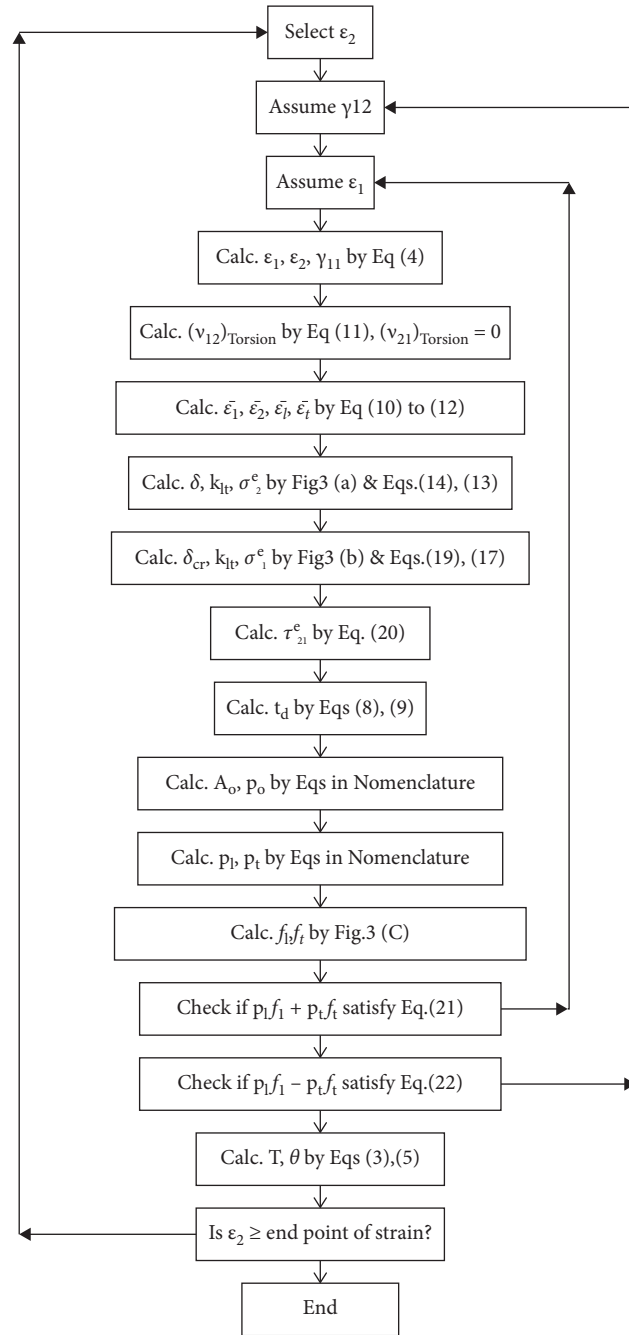 Select ε₂
Assume γ12
Assume ε₁
Calc. ε₁, ε₂, γ₁₁ by Eq (4)
Calc. (ν₁₂)Torsion by Eq (11), (ν₂₁)Torsion = 0
Calc. ε̄₁, ε̄₂, ε̄ₗ, ε̄ₜ by Eq (10) to (12)
Calc. δ, kₗₜ, σᵉ₂ by Fig3 (a) & Eqs.(14), (13)
Calc. δcr, kₗₜ, σᵉ₁ by Fig3 (b) & Eqs.(19), (17)
Calc. τᵉ₂₁ by Eq. (20)
Calc. t_d by Eqs (8), (9)
Calc. Aₒ, pₒ by Eqs in Nomenclature
Calc. pₗ, pₜ by Eqs in Nomenclature
Calc. fₗ,fₜ by Fig.3 (C)
Check if pₗf₁ + pₜfₜ satisfy Eq.(21)
Check if pₗf₁ – pₜfₜ satisfy Eq.(22)
Calc. T, θ by Eqs (3),(5)
Is ε₂ ≥ end point of strain?
End